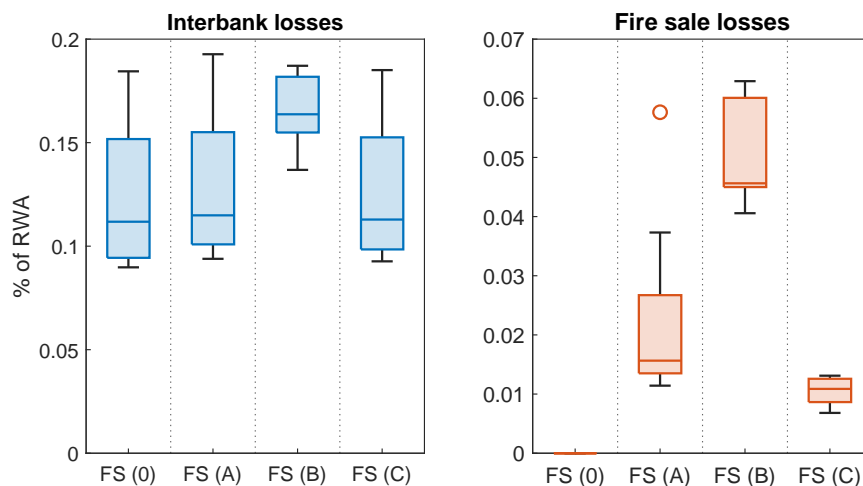 Interbank losses
% of RWA
0.2
0.15
0.1
0.05
0
FS (0) FS (A) FS (B) FS (C)
Fire sale losses
0.07
0.06
0.05
0.04
0.03
0.02
0.01
0
FS (0) FS (A) FS (B) FS (C)